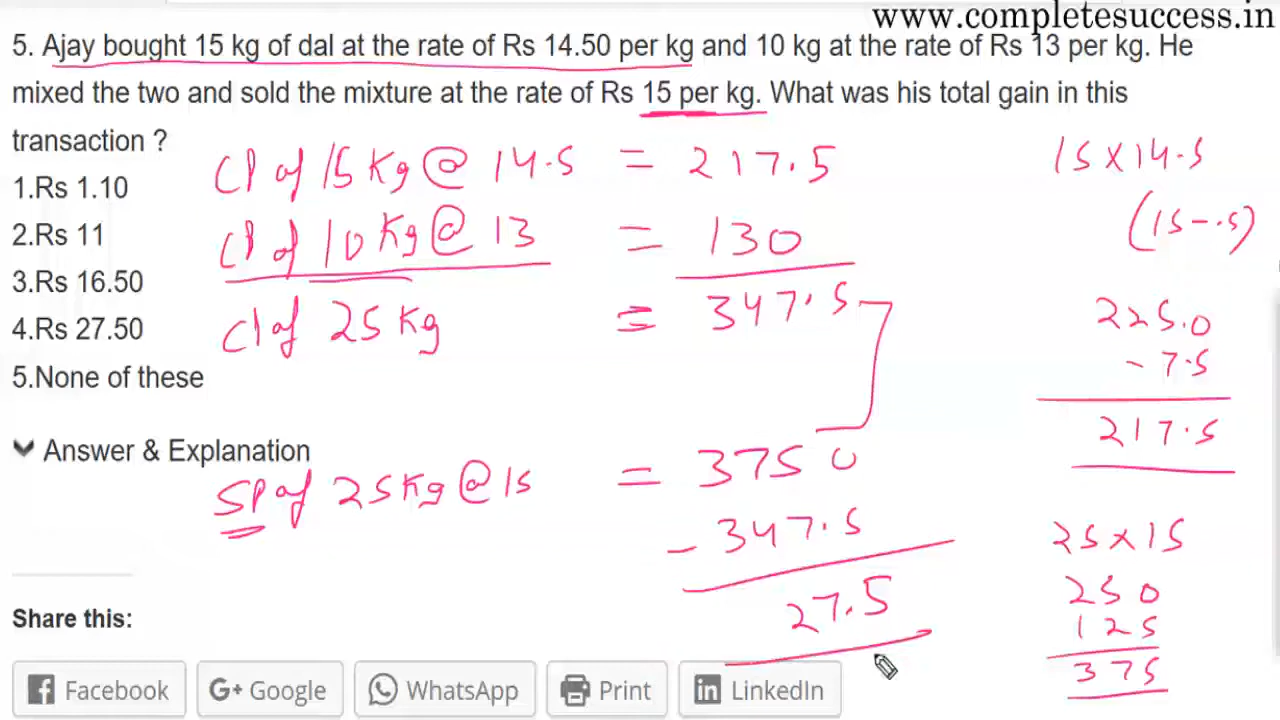 www.completesuccess.in
5. Ajay bought 15 kg of dal at the rate of Rs 14.50 per kg and 10 kg at the rate of Rs 13 per kg. He
mixed the two and sold the mixture at the rate of Rs 15 per kg. What was his total gain in this
transaction ?
CP of 15 Kg @ 14.5 = 217.5
15 x 14.5
1.Rs 1.10
(15 - .5)
2.Rs 11
CP of 10 Kg @ 13 = 130
3.Rs 16.50
CP of 25 Kg = 347.5
225.0
4.Rs 27.50
- 7.5
5.None of these
217.5
Answer & Explanation
SP of 25 Kg @ 15 = 375 0
- 347.5
27.5
25 x 15
250
125
375
Share this:
Facebook
G+ Google
WhatsApp
Print
in LinkedIn